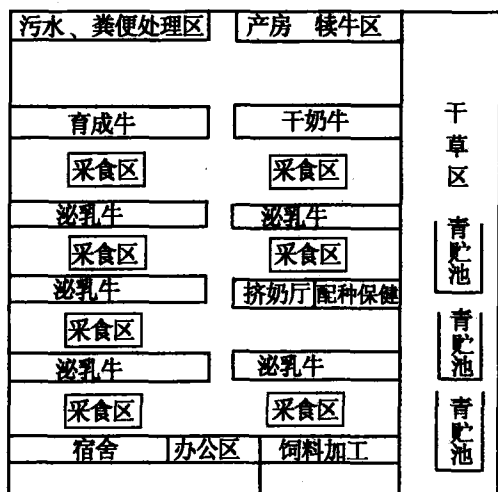 污水、粪便处理区 产房 犊牛区
育成牛 干奶牛
干草区
采食区 采食区
泌乳牛 泌乳牛
青贮池
采食区 采食区
泌乳牛 挤奶厅 配种保健
采食区
青贮池
泌乳牛 泌乳牛
采食区 采食区
青贮池
宿舍 办公区 饲料加工